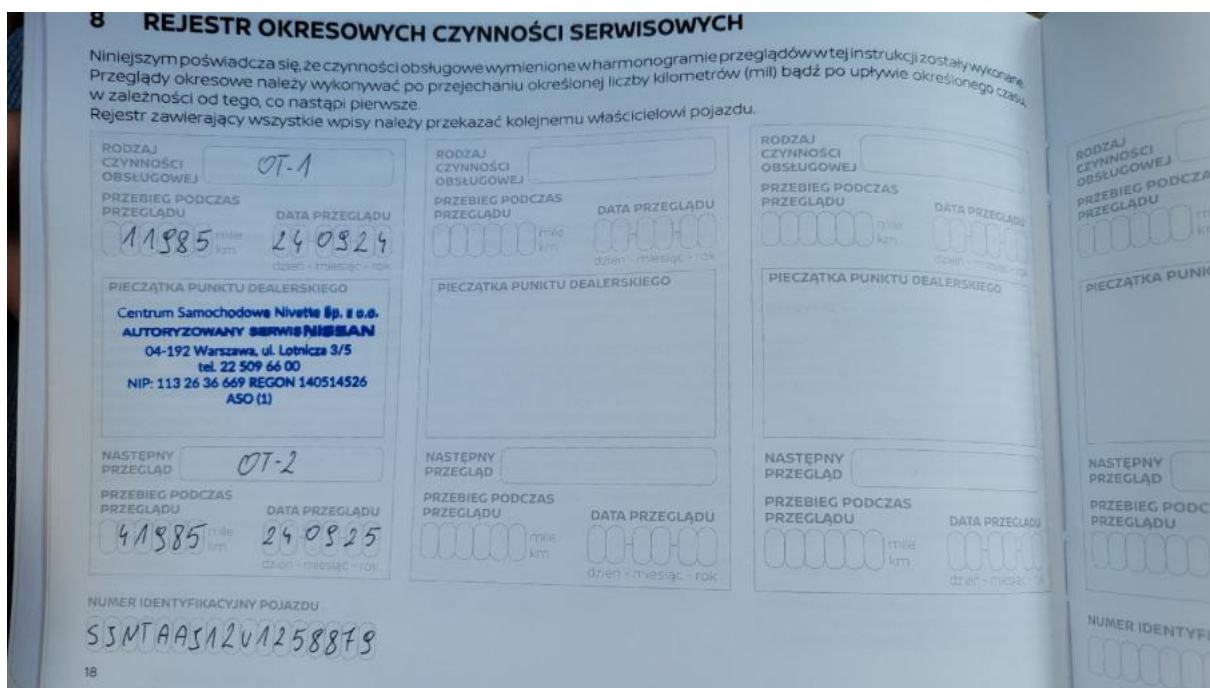 8 REJESTR OKRESOWYCH CZYNNOŚCI SERWISOWYCH
Niniejszym poświadcza się, że czynności obsługowe wymienione w harmonogramie przeglądów w tej instrukcji zostały wykonane.
Przeglądy okresowe należy wykonywać po przejechaniu określonej liczby kilometrów (mil) bądź po upływie określonego czasu,
w zależności od tego, co nastąpi pierwsze.
Rejestr zawierający wszystkie wpisy należy przekazać kolejnemu właścicielowi pojazdu.
RODZAJ
CZYNNOŚCI
OBSŁUGOWEJ
OT-1
PRZEBIEG PODCZAS
PRZEGLĄDU
DATA PRZEGLĄDU
11985 mile
km
240924
dzień - miesiąc - rok
PIECZĄTKA PUNKTU DEALERSKIEGO
Centrum Samochodowe Nivette Sp. z o.o.
AUTORYZOWANY SERWIS NISSAN
04-192 Warszawa, ul. Lotnicza 3/5
tel. 22 509 66 00
NIP: 113 26 36 669 REGON 140514526
ASO (1)
NASTĘPNY
PRZEGLĄD
OT-2
PRZEBIEG PODCZAS
PRZEGLĄDU
DATA PRZEGLĄDU
41985 mile
km
240925
dzień - miesiąc - rok
RODZAJ
CZYNNOŚCI
OBSŁUGOWEJ
PRZEBIEG PODCZAS
PRZEGLĄDU
DATA PRZEGLĄDU
mile
km
dzień - miesiąc - rok
PIECZĄTKA PUNKTU DEALERSKIEGO
NASTĘPNY
PRZEGLĄD
PRZEBIEG PODCZAS
PRZEGLĄDU
DATA PRZEGLĄDU
mile
km
dzień - miesiąc - rok
RODZAJ
CZYNNOŚCI
OBSŁUGOWEJ
PRZEBIEG PODCZAS
PRZEGLĄDU
DATA PRZEGLĄDU
mile
km
dzień - miesiąc - rok
PIECZĄTKA PUNKTU DEALERSKIEGO
NASTĘPNY
PRZEGLĄD
PRZEBIEG PODCZAS
PRZEGLĄDU
DATA PRZEGLĄDU
mile
km
dzień - miesiąc - rok
NUMER IDENTYFIKACYJNY POJAZDU
SJNTAAJ12U1258879
18
RODZAJ
CZYNNOŚCI
OBSŁUGOWEJ
PRZEBIEG PODCZA
PRZEGLĄDU
PIECZĄTKA PUNK
NASTĘPNY
PRZEGLĄD
PRZEBIEG PODC
PRZEGLĄDU
NUMER IDENTYF